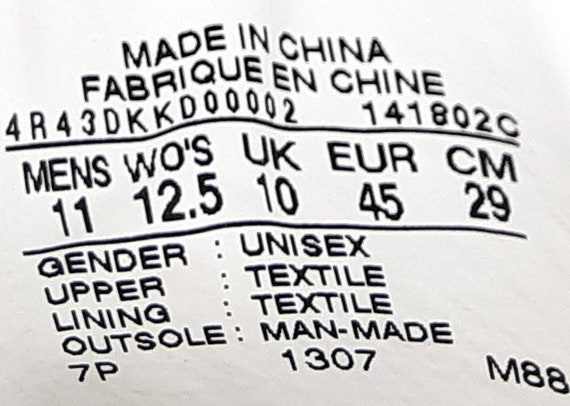 MADE IN CHINA
FABRIQUE EN CHINE
4R43DKKD00002 141802C
MENS WO'S UK EUR CM
11 12.5 10 45 29
GENDER : UNISEX
UPPER : TEXTILE
LINING : TEXTILE
OUTSOLE : MAN-MADE
7P 1307 M88